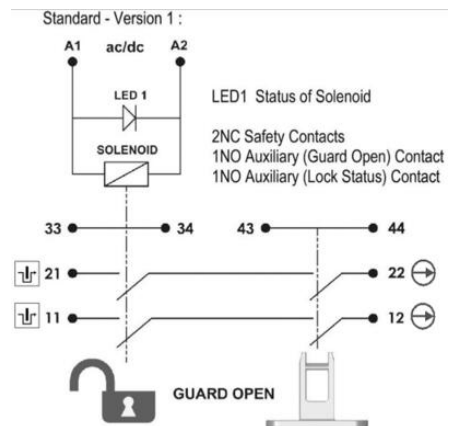 Standard - Version 1 :
A1 ac/dc A2
LED 1
LED1 Status of Solenoid
SOLENOID
2NC Safety Contacts
1NO Auxiliary (Guard Open) Contact
1NO Auxiliary (Lock Status) Contact
33 34 43 44
21 22
11 12
GUARD OPEN